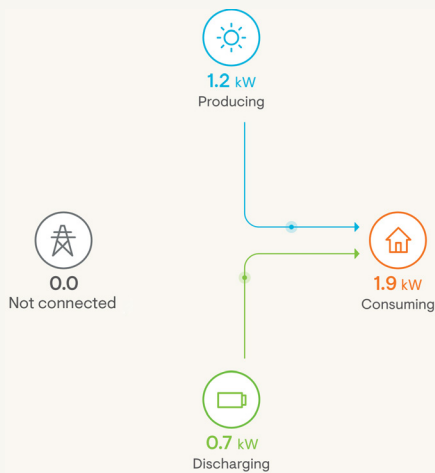 1.2 kW
Producing
0.0
Not connected
1.9 kW
Consuming
0.7 kW
Discharging